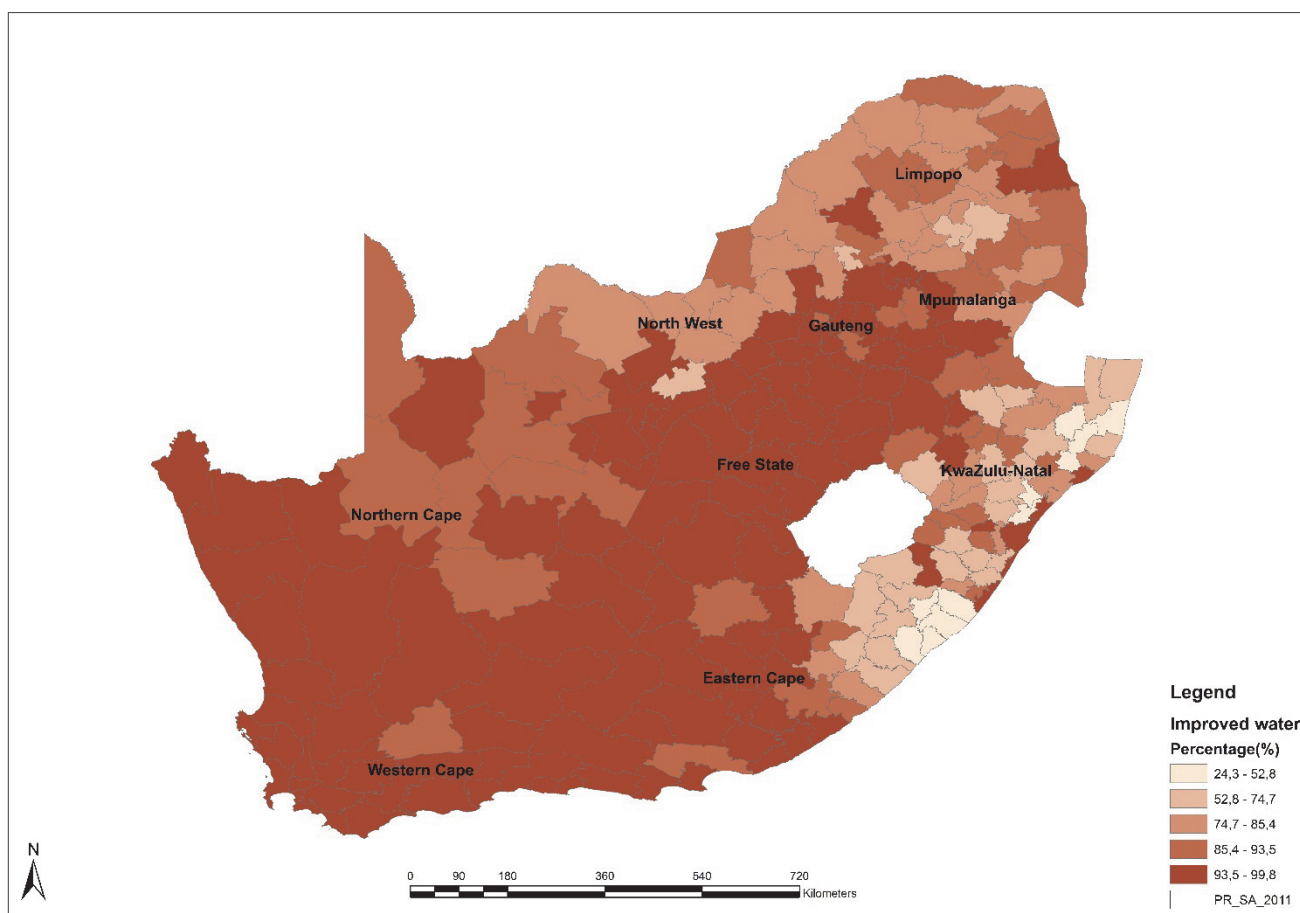 Limpopo
Mpumalanga
North West
Gauteng
Free State
KwaZulu-Natal
Northern Cape
Eastern Cape
Western Cape
Legend
Improved water
Percentage(%)
24,3 - 52,8
52,8 - 74,7
74,7 - 85,4
85,4 - 93,5
93,5 - 99,8
PR_SA_2011
N
0 90 180 360 540 720
Kilometers